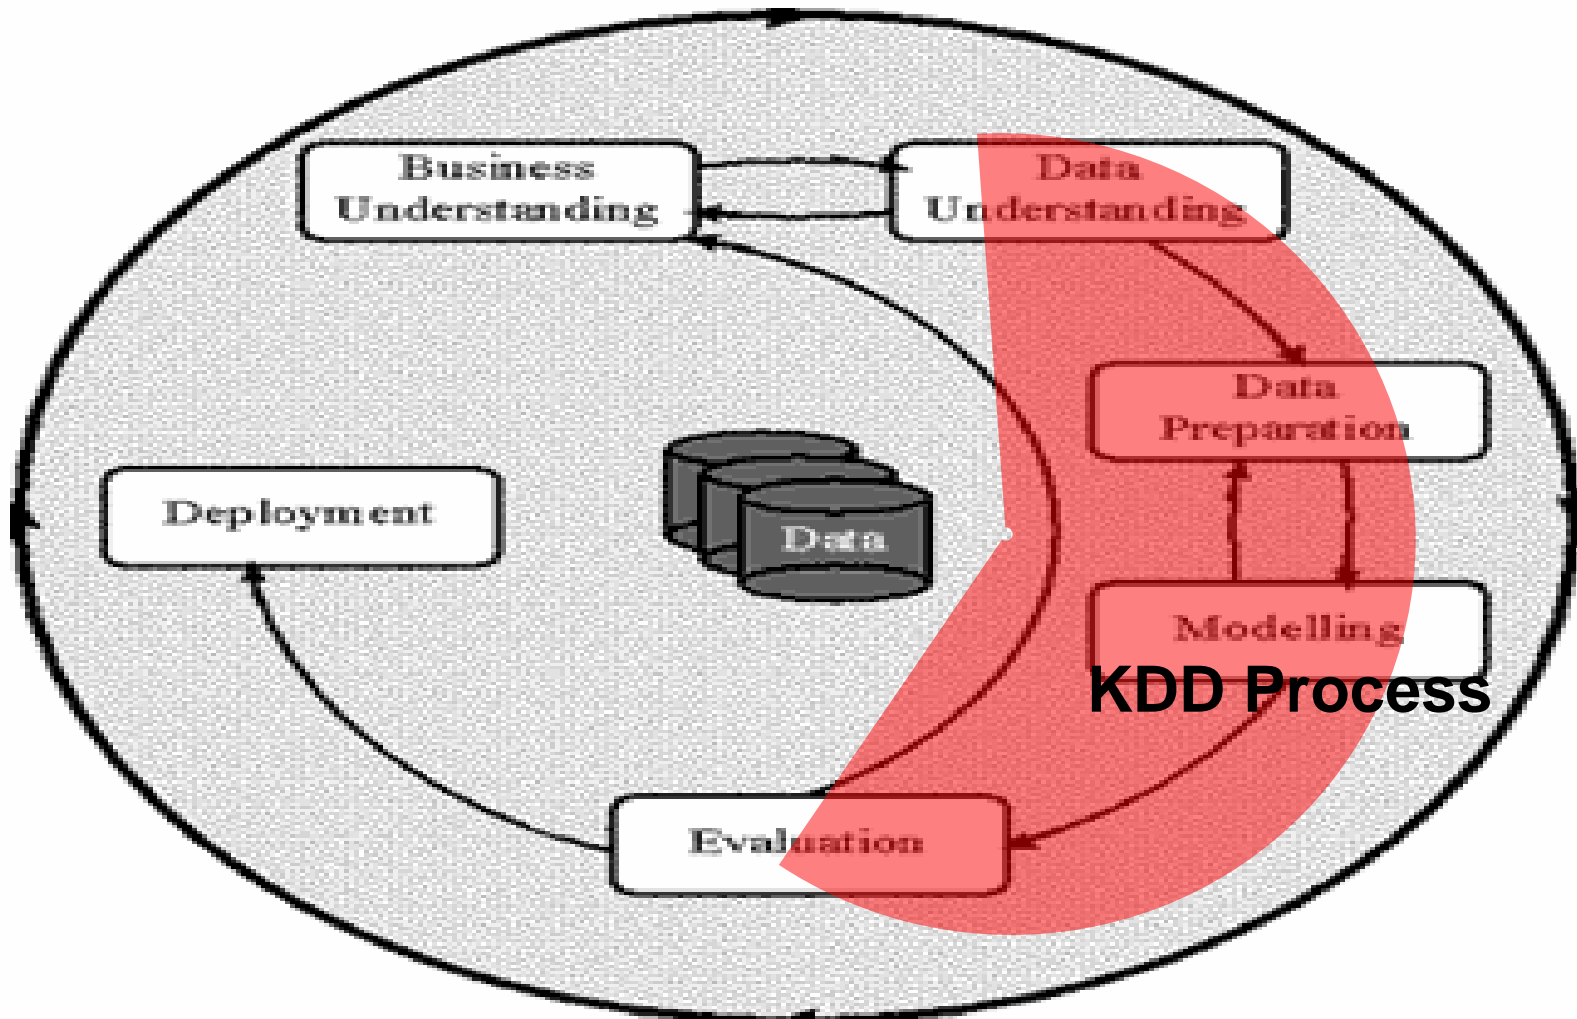 Business
Understanding
Data
Understanding
Data
Preparation
Deployment
Data
Modelling
KDD Process
Evaluation